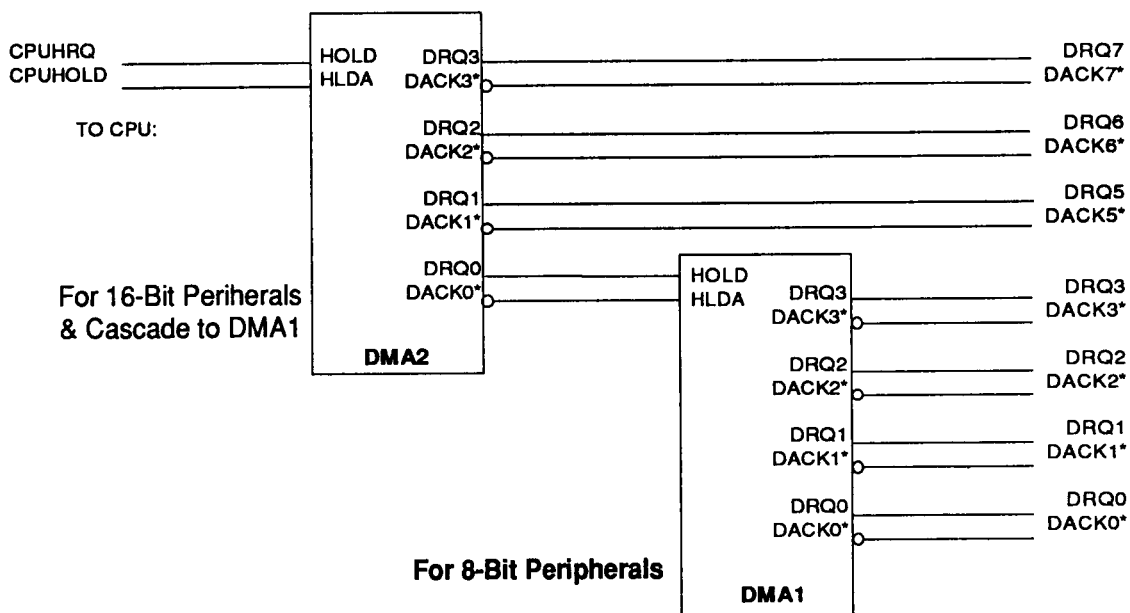 CPUHRQ
CPUHOLD
TO CPU:
HOLD
HLDA
DRQ3
DACK3*
DRQ2
DACK2*
DRQ1
DACK1*
DRQ0
DACK0*
DMA2
For 16-Bit Periherals
& Cascade to DMA1
DRQ7
DACK7*
DRQ6
DACK6*
DRQ5
DACK5*
HOLD
HLDA
DRQ3
DACK3*
DRQ2
DACK2*
DRQ1
DACK1*
DRQ0
DACK0*
DMA1
For 8-Bit Peripherals
DRQ3
DACK3*
DRQ2
DACK2*
DRQ1
DACK1*
DRQ0
DACK0*